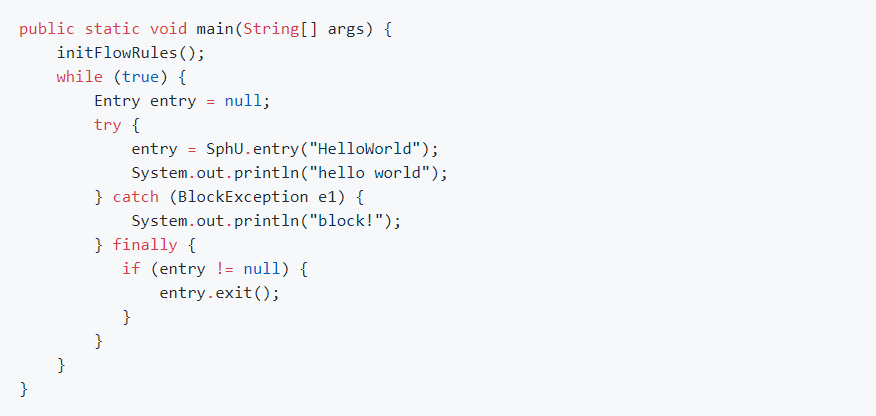 public static void main(String[] args) {
    initFlowRules();
    while (true) {
        Entry entry = null;
        try {
            entry = SphU.entry("HelloWorld");
            System.out.println("hello world");
        } catch (BlockException e1) {
            System.out.println("block!");
        } finally {
           if (entry != null) {
               entry.exit();
           }
        }
    }
}